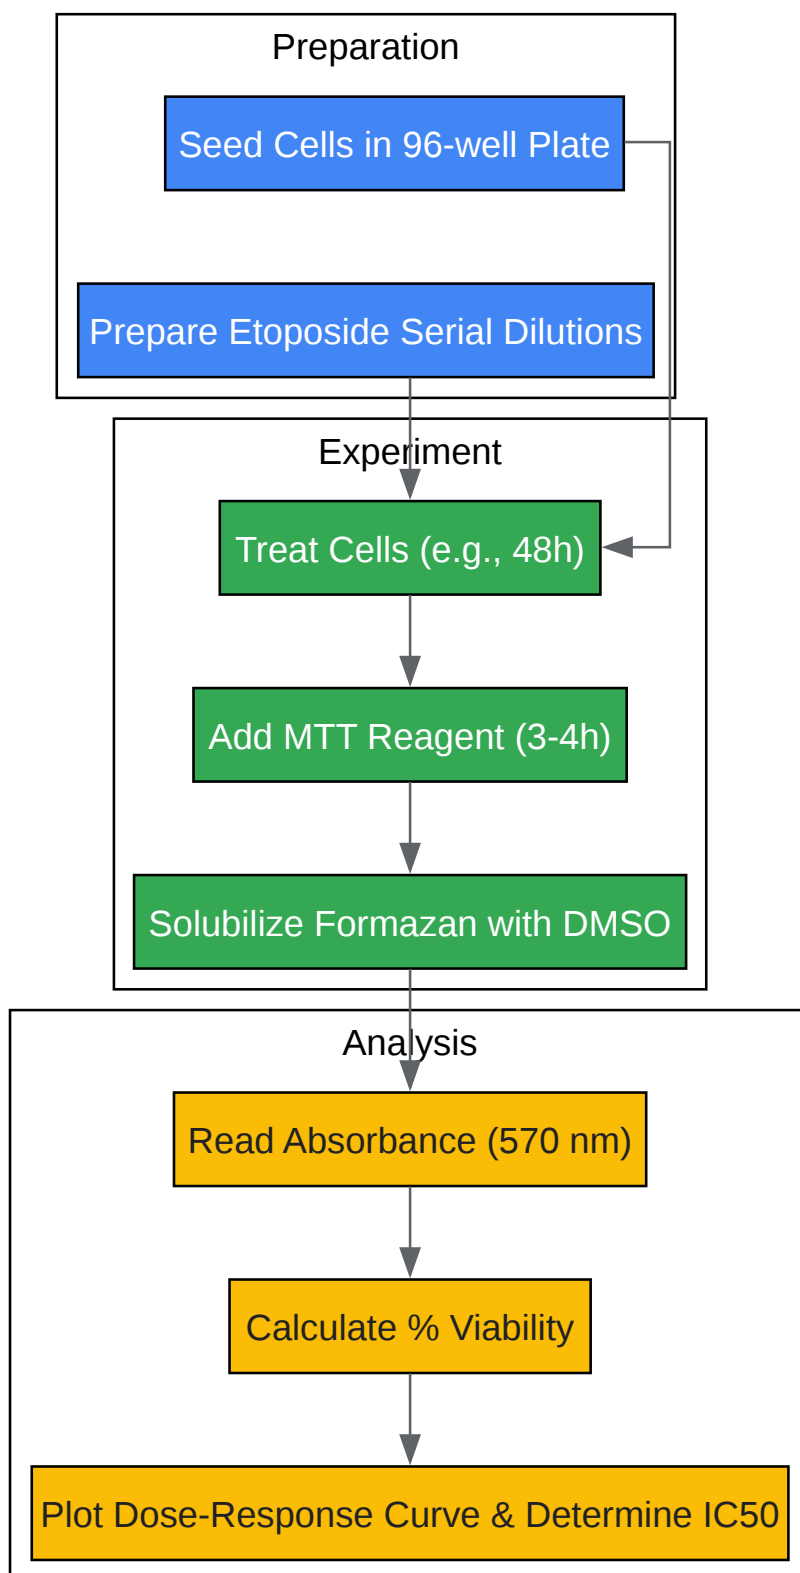 Preparation
Seed Cells in 96-well Plate
Prepare Etoposide Serial Dilutions
Experiment
Treat Cells (e.g., 48h)
Add MTT Reagent (3-4h)
Solubilize Formazan with DMSO
Analysis
Read Absorbance (570 nm)
Calculate % Viability
Plot Dose-Response Curve & Determine IC50